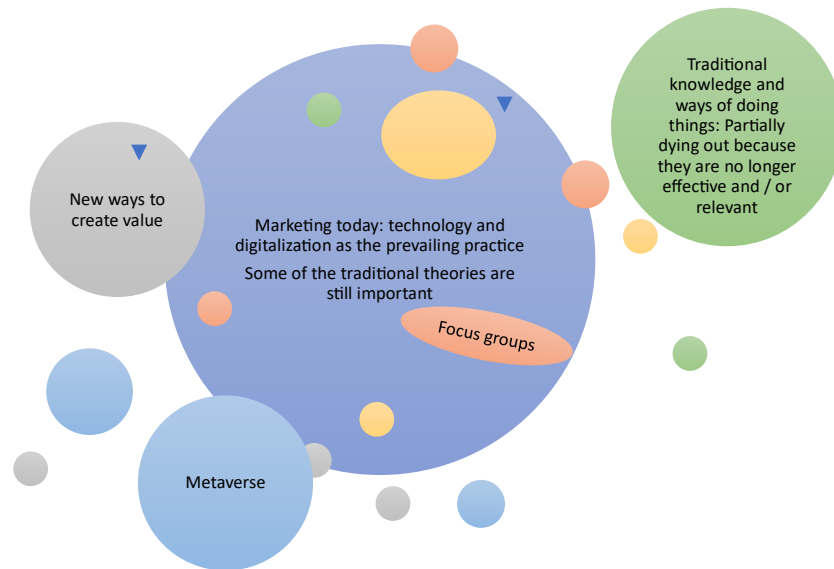 Traditional
knowledge and
ways of doing
things: Partially
dying out because
they are no longer
effective and / or
relevant
New ways to
create value
Marketing today: technology and
digitalization as the prevailing practice
Some of the traditional theories are
still important
Focus groups
Metaverse